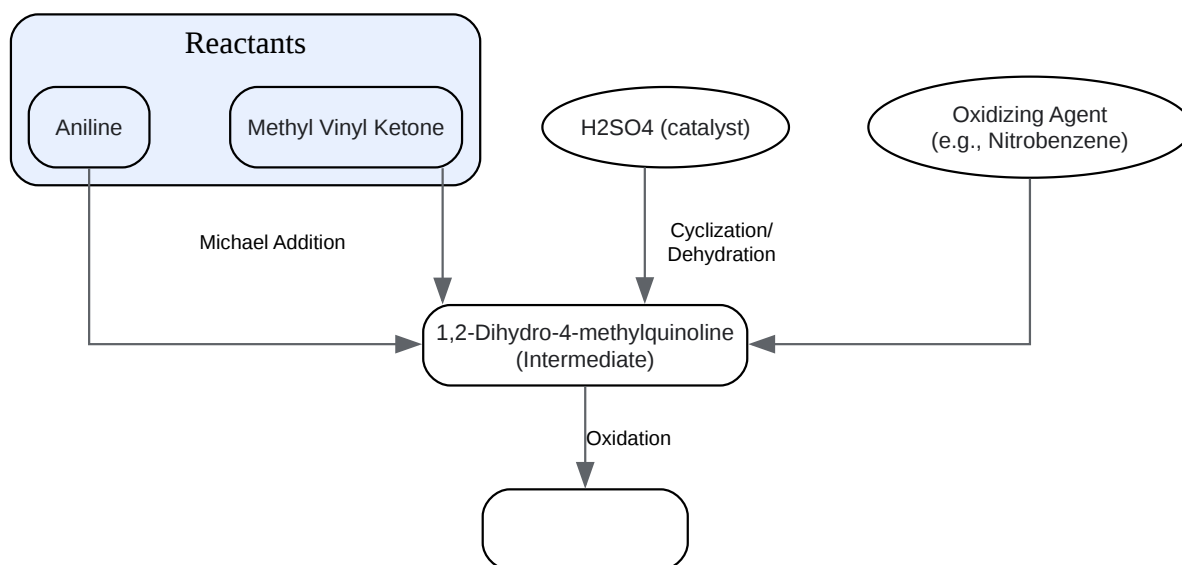 Reactants
Aniline
Methyl Vinyl Ketone
H2SO4 (catalyst)
Oxidizing Agent
(e.g., Nitrobenzene)
Michael Addition
Cyclization/
Dehydration
1,2-Dihydro-4-methylquinoline
(Intermediate)
Oxidation